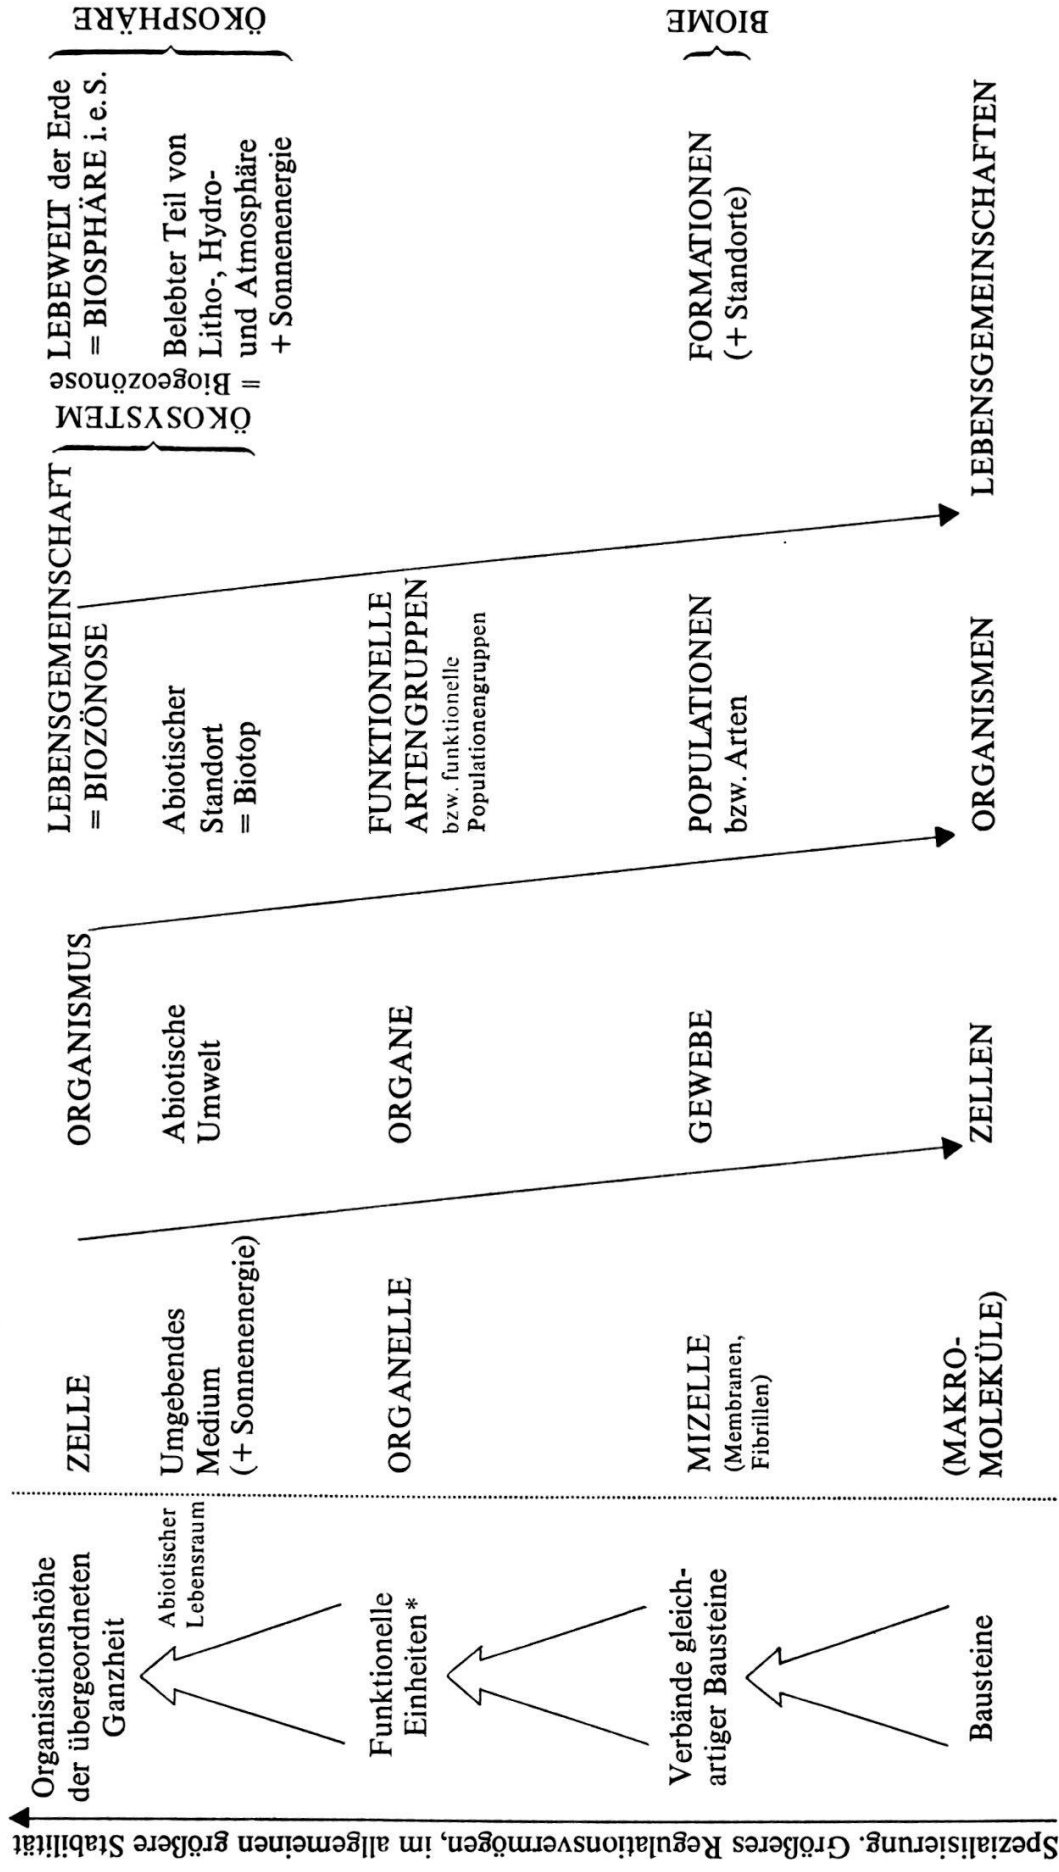 Spezialisierung. Größeres Regulationsvermögen, im allgemeinen größere Stabilität
Organisationshöhe
der übergeordneten
Ganzheit
Abiotischer
Lebensraum
Funktionelle
Einheiten*
Verbände gleich-
artiger Bausteine
Bausteine
ZELLE
Umgebendes
Medium
(+ Sonnenenergie)
ORGANELLE
MIZELLE
(Membranen,
Fibrillen)
(MAKRO-
MOLEKÜLE)
ORGANISMUS
Abiotische
Umwelt
ORGANE
GEWEBE
ZELLEN
LEBENSGEMEINSCHAFT
= BIOZÖNOSE
Abiotischer
Standort
= Biotop
ÖKOSYSTEM
= Biogeozönose
FUNKTIONELLE
ARTENGRUPPEN
bzw. funktionelle
Populationengruppen
POPULATIONEN
bzw. Arten
ORGANISMEN
LEBEWELT der Erde
= BIOSPHÄRE i.e.S.
Belebter Teil von
Litho-, Hydro-
und Atmosphäre
+ Sonnenenergie
ÖKOSPHÄRE
FORMATIONEN
(+ Standorte)
BIOME
LEBENSGEMEINSCHAFTEN